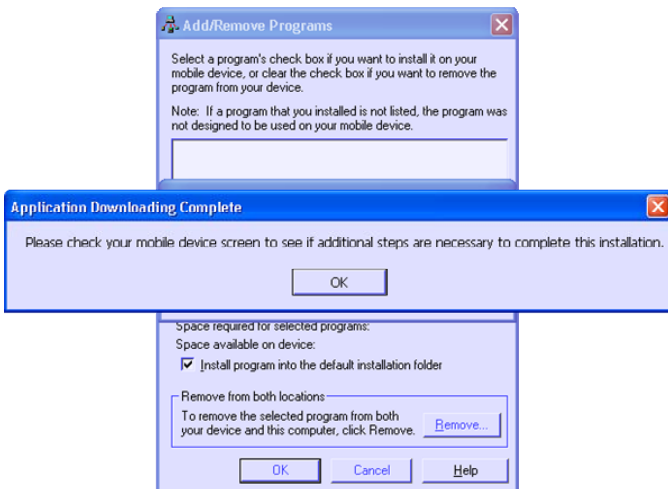 Add/Remove Programs
Select a program's check box if you want to install it on your
mobile device, or clear the check box if you want to remove the
program from your device.
Note: If a program that you installed is not listed, the program was
not designed to be used on your mobile device.
Application Downloading Complete
Please check your mobile device screen to see if additional steps are necessary to complete this installation.
OK
Space required for selected programs:
Space available on device:
Install program into the default installation folder
Remove from both locations
To remove the selected program from both
your device and this computer, click Remove.
Remove...
OK
Cancel
Help